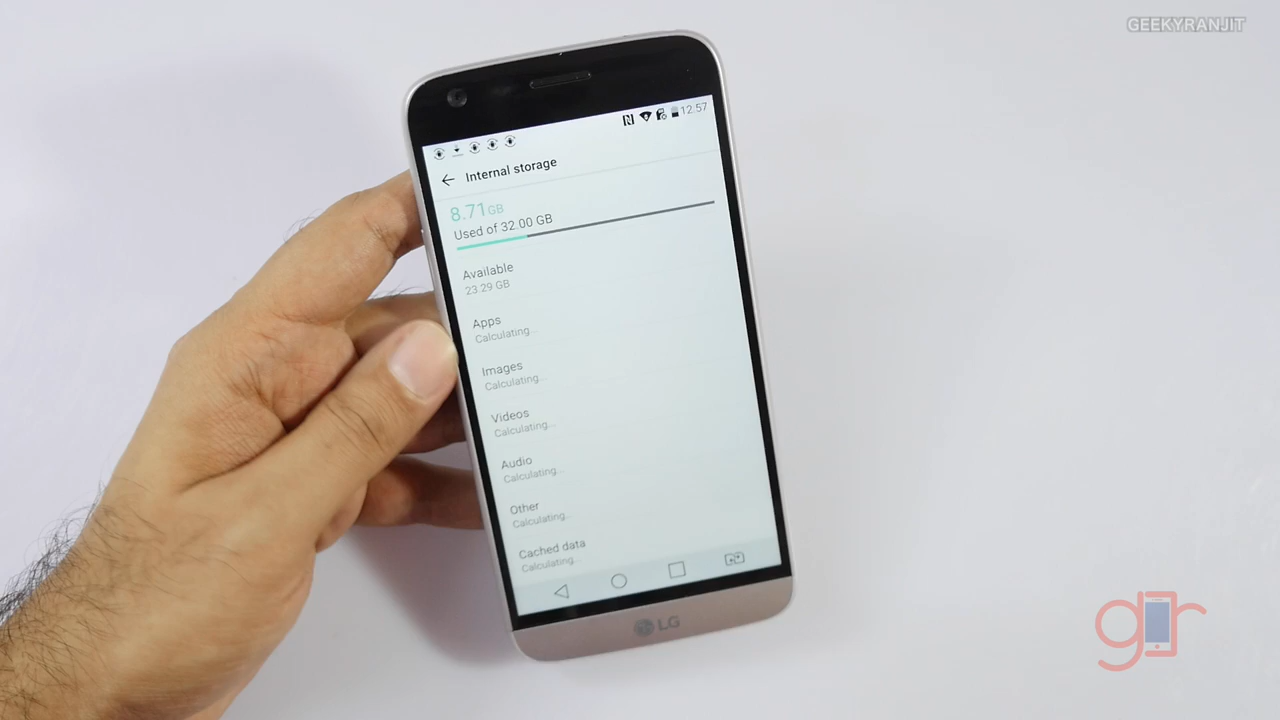 GEEKYRANJIT
12:57
Internal storage
8.71 GB
Used of 32.00 GB
Available
23.29 GB
Apps
Calculating...
Images
Calculating...
Videos
Calculating...
Audio
Calculating...
Other
Calculating...
Cached data
Calculating...
LG
gr